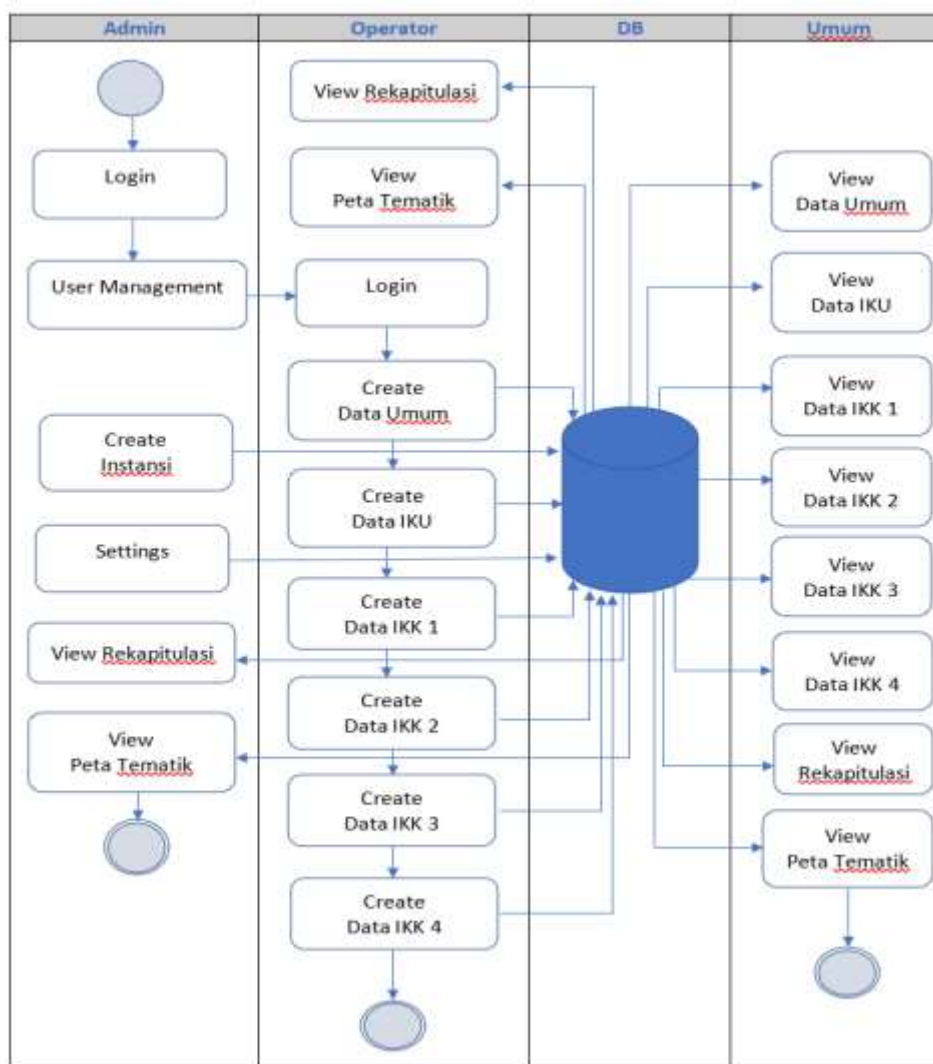 Admin
Operator
DB
Umum
Login
User Management
Create
Instansi
Settings
View Rekapitulasi
View
Peta Tematik
View Rekapitulasi
View
Peta Tematik
Login
Create
Data Umum
Create
Data IKU
Create
Data IKK 1
Create
Data IKK 2
Create
Data IKK 3
Create
Data IKK 4
View
Data Umum
View
Data IKU
View
Data IKK 1
View
Data IKK 2
View
Data IKK 3
View
Data IKK 4
View
Rekapitulasi
View
Peta Tematik